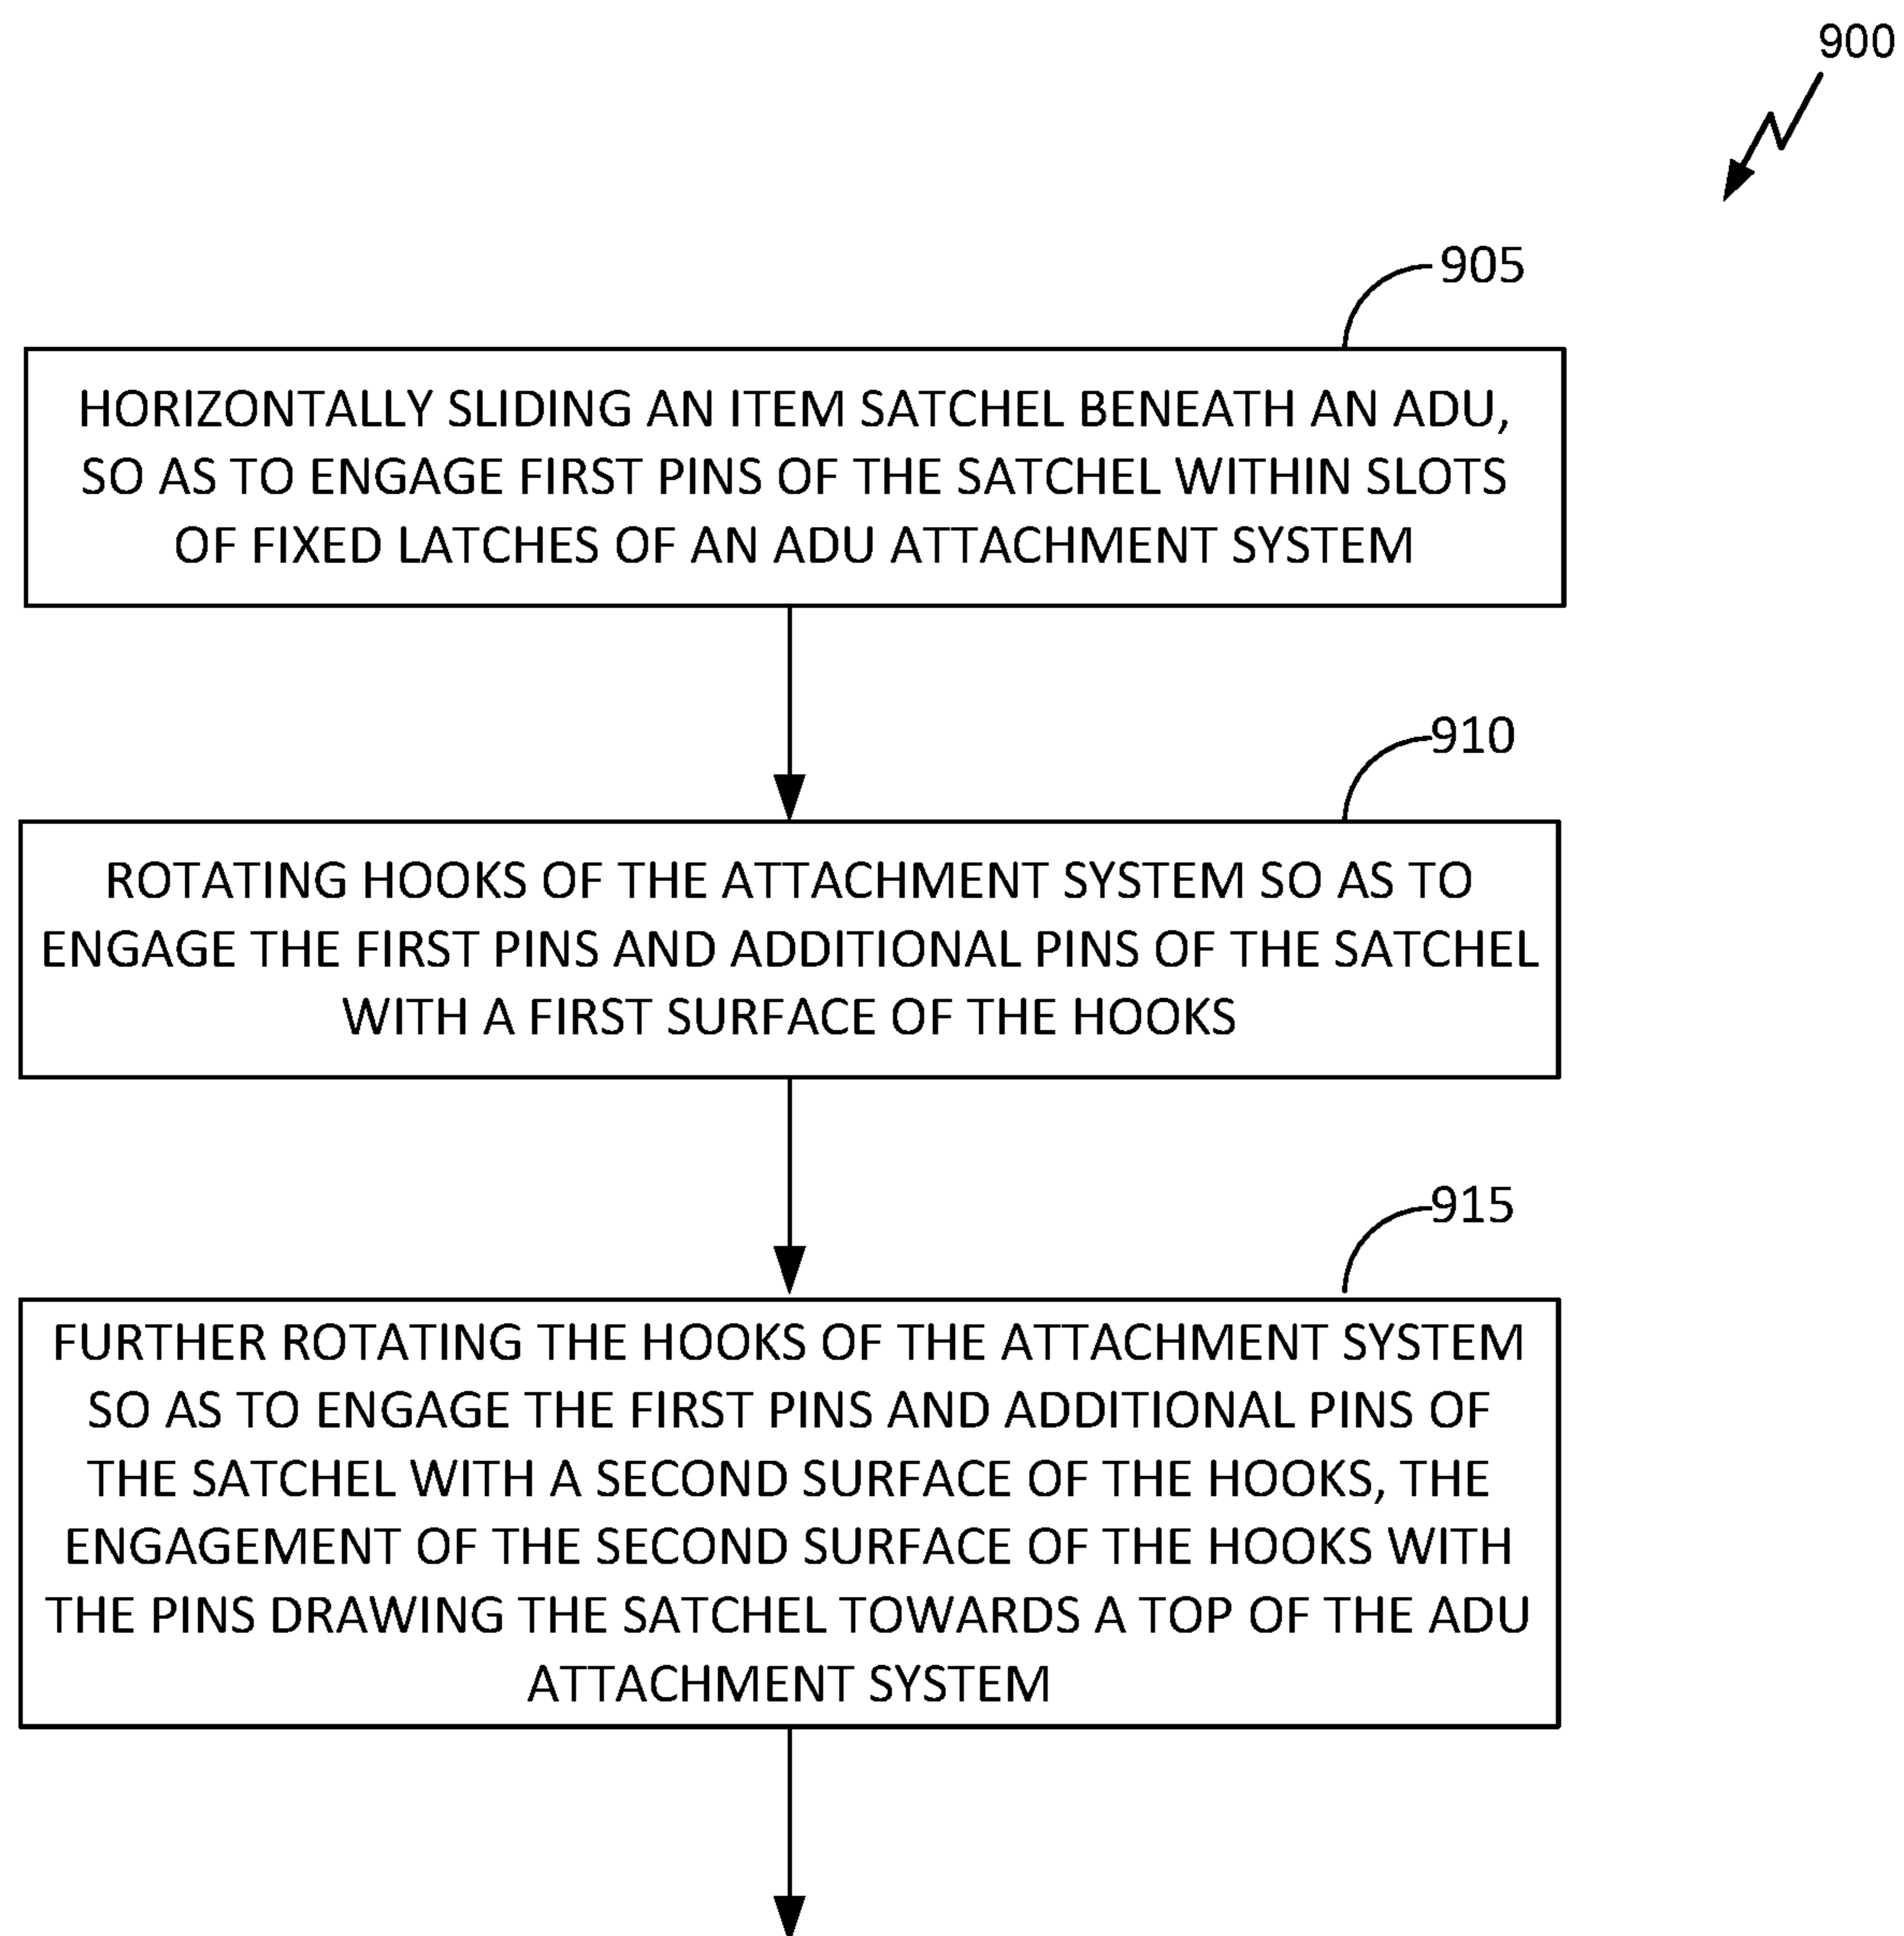 900
905
HORIZONTALLY SLIDING AN ITEM SATCHEL BENEATH AN ADU,
SO AS TO ENGAGE FIRST PINS OF THE SATCHEL WITHIN SLOTS
OF FIXED LATCHES OF AN ADU ATTACHMENT SYSTEM
910
ROTATING HOOKS OF THE ATTACHMENT SYSTEM SO AS TO
ENGAGE THE FIRST PINS AND ADDITIONAL PINS OF THE SATCHEL
WITH A FIRST SURFACE OF THE HOOKS
915
FURTHER ROTATING THE HOOKS OF THE ATTACHMENT SYSTEM
SO AS TO ENGAGE THE FIRST PINS AND ADDITIONAL PINS OF
THE SATCHEL WITH A SECOND SURFACE OF THE HOOKS, THE
ENGAGEMENT OF THE SECOND SURFACE OF THE HOOKS WITH
THE PINS DRAWING THE SATCHEL TOWARDS A TOP OF THE ADU
ATTACHMENT SYSTEM